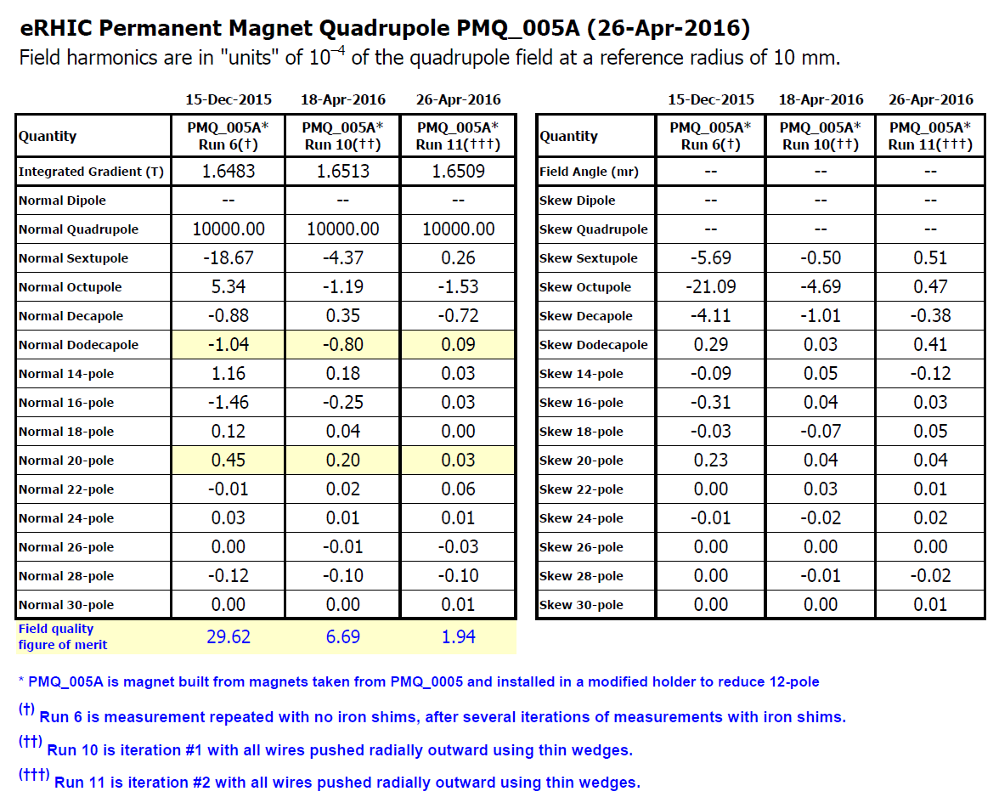 eRHIC Permanent Magnet Quadrupole PMQ_005A (26-Apr-2016)
Field harmonics are in "units" of 10⁻⁴ of the quadrupole field at a reference radius of 10 mm.
15-Dec-2015 18-Apr-2016 26-Apr-2016
Quantity PMQ_005A* Run 6(†) PMQ_005A* Run 10(††) PMQ_005A* Run 11(†††)
Integrated Gradient (T) 1.6483 1.6513 1.6509
Normal Dipole -- -- --
Normal Quadrupole 10000.00 10000.00 10000.00
Normal Sextupole -18.67 -4.37 0.26
Normal Octupole 5.34 -1.19 -1.53
Normal Decapole -0.88 0.35 -0.72
Normal Dodecapole -1.04 -0.80 0.09
Normal 14-pole 1.16 0.18 0.03
Normal 16-pole -1.46 -0.25 0.03
Normal 18-pole 0.12 0.04 0.00
Normal 20-pole 0.45 0.20 0.03
Normal 22-pole -0.01 0.02 0.06
Normal 24-pole 0.03 0.01 0.01
Normal 26-pole 0.00 -0.01 -0.03
Normal 28-pole -0.12 -0.10 -0.10
Normal 30-pole 0.00 0.00 0.01
Field quality figure of merit 29.62 6.69 1.94
15-Dec-2015 18-Apr-2016 26-Apr-2016
Quantity PMQ_005A* Run 6(†) PMQ_005A* Run 10(††) PMQ_005A* Run 11(†††)
Field Angle (mr) -- -- --
Skew Dipole -- -- --
Skew Quadrupole -- -- --
Skew Sextupole -5.69 -0.50 0.51
Skew Octupole -21.09 -4.69 0.47
Skew Decapole -4.11 -1.01 -0.38
Skew Dodecapole 0.29 0.03 0.41
Skew 14-pole -0.09 0.05 -0.12
Skew 16-pole -0.31 0.04 0.03
Skew 18-pole -0.03 -0.07 0.05
Skew 20-pole 0.23 0.04 0.04
Skew 22-pole 0.00 0.03 0.01
Skew 24-pole -0.01 -0.02 0.02
Skew 26-pole 0.00 0.00 0.00
Skew 28-pole 0.00 -0.01 -0.02
Skew 30-pole 0.00 0.00 0.01
* PMQ_005A is magnet built from magnets taken from PMQ_0005 and installed in a modified holder to reduce 12-pole
(†) Run 6 is measurement repeated with no iron shims, after several iterations of measurements with iron shims.
(††) Run 10 is iteration #1 with all wires pushed radially outward using thin wedges.
(†††) Run 11 is iteration #2 with all wires pushed radially outward using thin wedges.